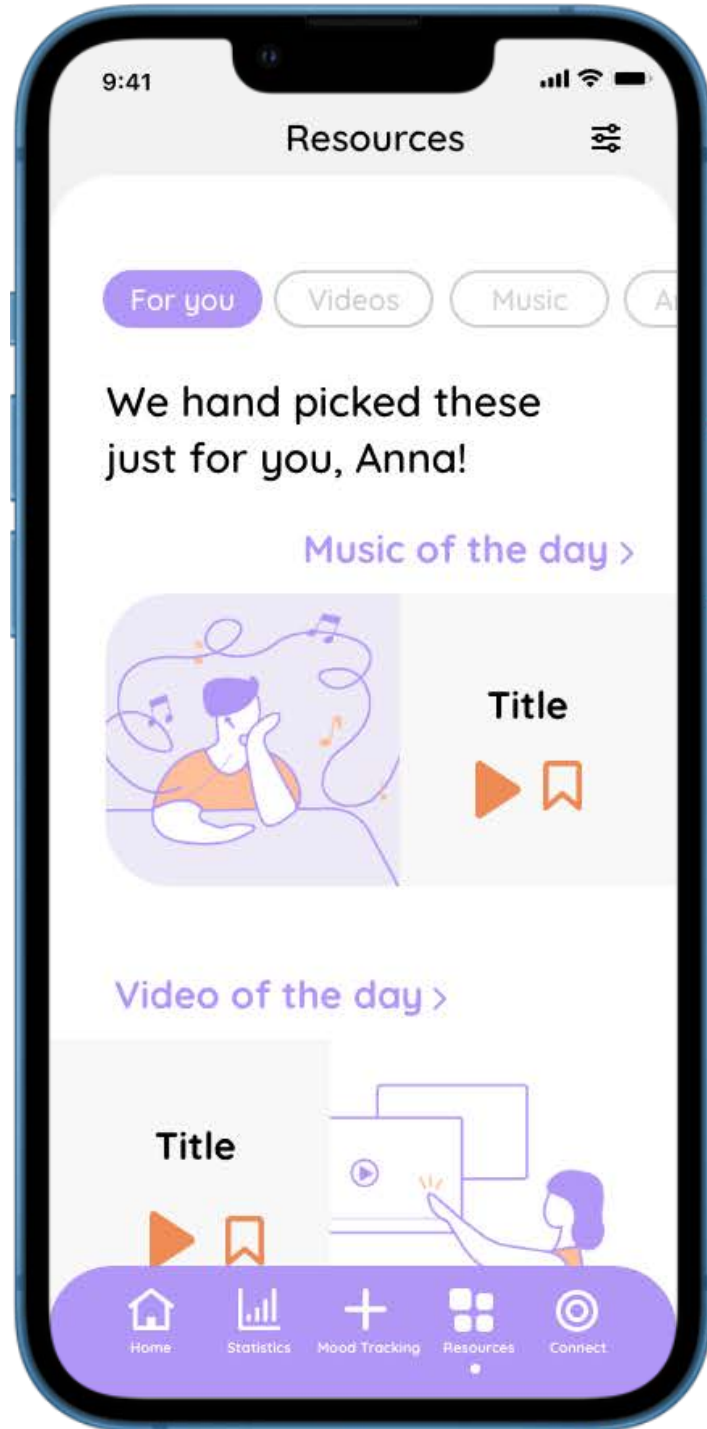 9:41
Resources
For you
Videos
Music
We hand picked these
just for you, Anna!
Music of the day >
Title
Video of the day >
Title
Home
Statistics
Mood Tracking
Resources
Connect